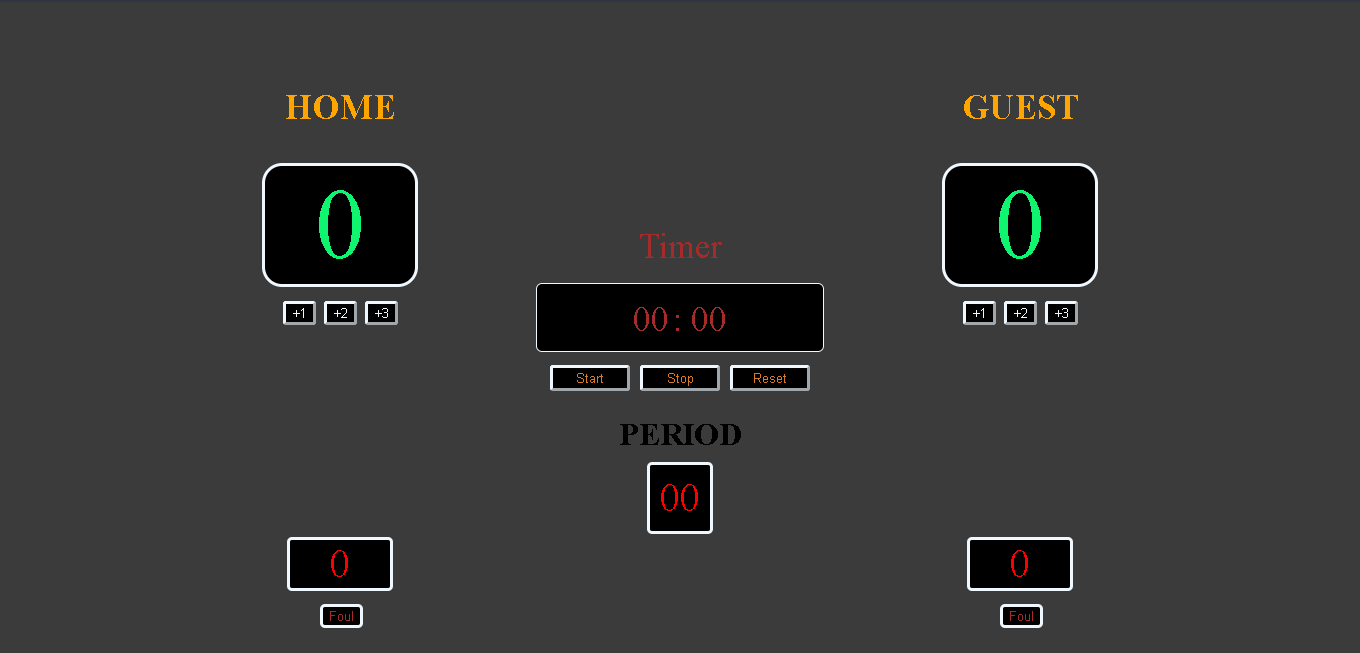 HOME
GUEST
0
0
Timer
+1 +2 +3
00 : 00
+1 +2 +3
Start Stop Reset
PERIOD
00
0
0
Foul
Foul